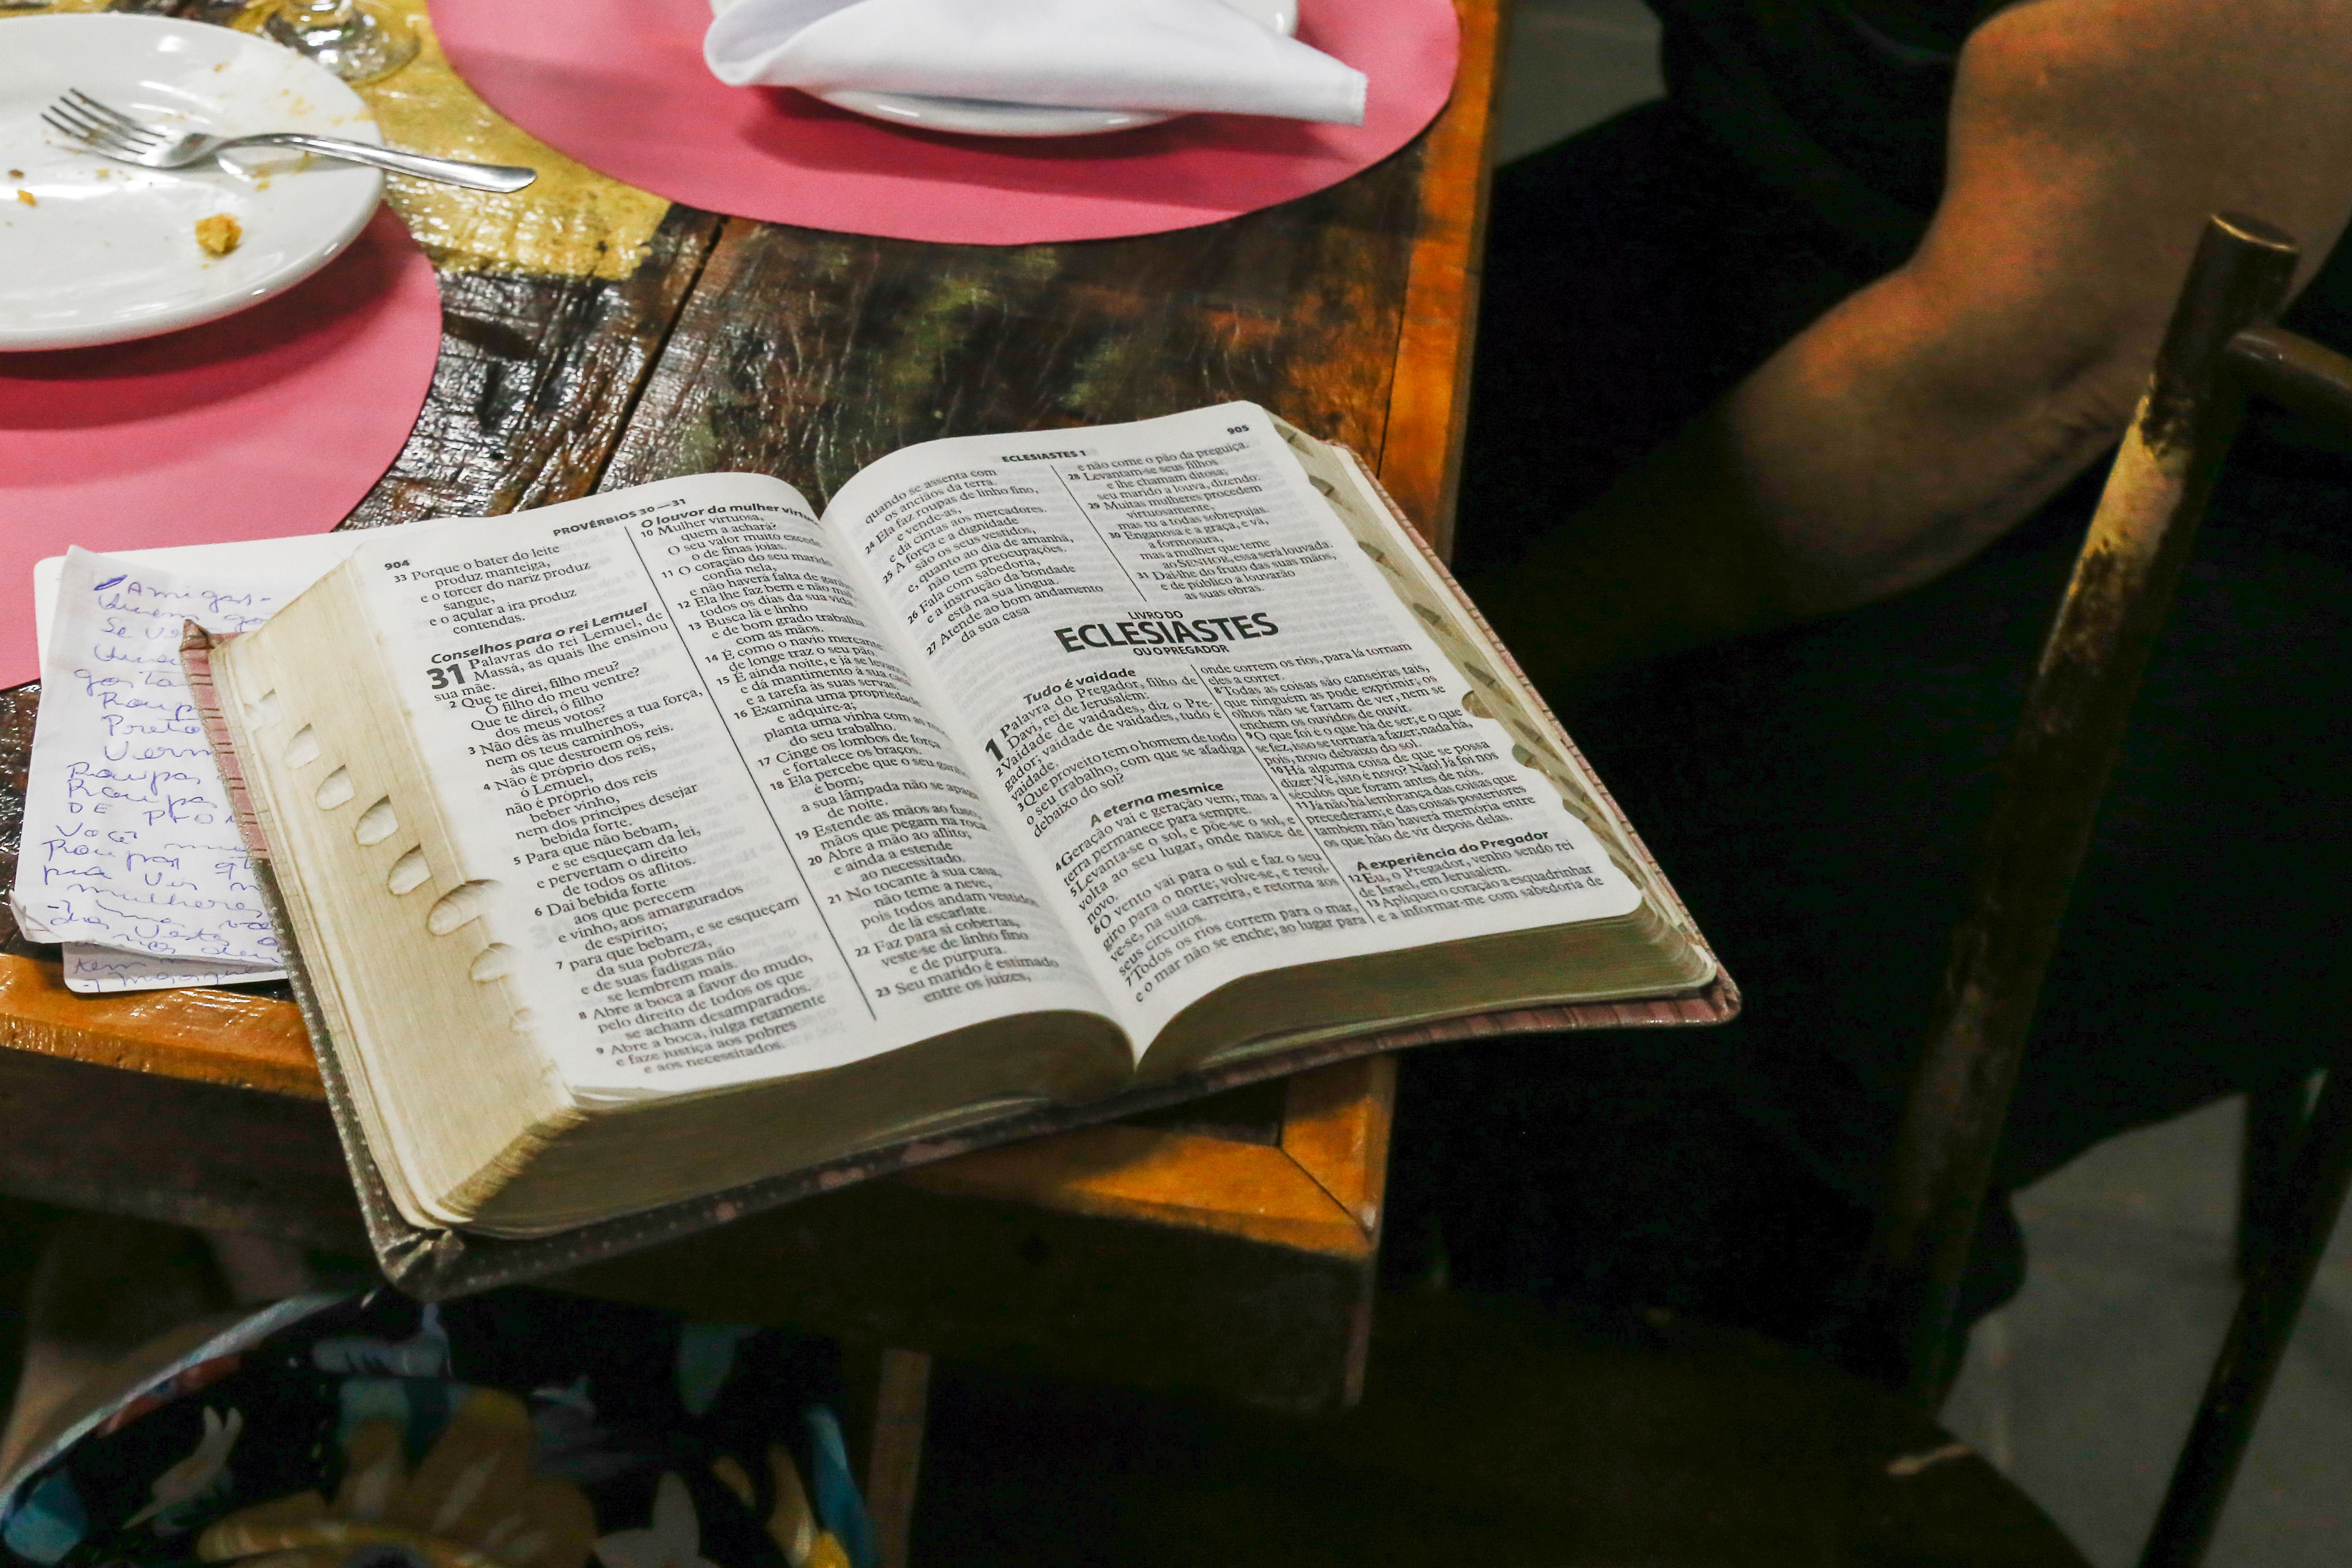 904
PROVÉRBIOS 30—31
33 Porque o bater do leite
produz manteiga,
e o torcer do nariz produz
sangue,
e o açular a ira produz
contendas.
Conselhos para o rei Lemuel
31 Palavras do rei Lemuel, de
Massá, as quais lhe ensinou
sua mãe.
2 Que te direi, filho meu?
Ó filho do meu ventre?
Que te direi, ó filho
dos meus votos?
3 Não dês às mulheres a tua força,
nem os teus caminhos,
às que destroem os reis.
4 Não é próprio dos reis,
ó Lemuel,
não é próprio dos reis
beber vinho,
nem dos príncipes desejar
bebida forte.
5 Para que não bebam,
e se esqueçam da lei,
e pervertam o direito
de todos os aflitos.
6 Dai bebida forte
aos que perecem
e vinho, aos amargurados
de espírito;
7 para que bebam, e se esqueçam
da sua pobreza,
e de suas fadigas não
se lembrem mais.
8 Abre a boca a favor do mudo,
pelo direito de todos os que
se acham desamparados.
9 Abre a boca, julga retamente
e faze justiça aos pobres
e aos necessitados.
O louvor da mulher
10 Mulher virtuosa,
quem a achará?
O seu valor muito excede
o de finas joias.
11 O coração do seu marido
confia nela,
e não haverá falta de
12 Ela lhe faz bem e não
todos os dias da sua vida.
13 Busca lã e linho
e de bom grado trabalha
com as mãos.
14 É como o navio
de longe traz o seu pão.
15 É ainda noite, e já se
e dá mantimento à sua
e a tarefa às suas servas.
16 Examina uma propriedade
e adquire-a;
planta uma vinha com as
do seu trabalho.
17 Cinge os lombos de força
e fortalece os braços.
18 Ela percebe que o seu
é bom;
a sua lâmpada não se apaga
de noite.
19 Estende as mãos ao fuso,
mãos que pegam na roca.
20 Abre a mão ao aflito;
e ainda a estende
ao necessitado.
21 No tocante à sua casa,
não teme a neve,
pois todos andam vestidos
de lã escarlate.
22 Faz para si cobertas,
veste-se de linho fino
e de púrpura.
23 Seu marido é estimado
entre os juízes,
ECLESIASTES 1
905
quando se assenta com
os anciãos da terra.
24 Ela faz roupas de linho fino,
e vende-as,
e dá cintas aos mercadores.
25 A força e a dignidade
são os seus vestidos,
e, quanto ao dia de amanhã,
não tem preocupações.
26 Fala com sabedoria,
e a instrução da bondade
está na sua língua.
27 Atende ao bom andamento
da sua casa
e não come o pão da preguiça.
28 Levantam-se seus filhos
e lhe chamam ditosa;
seu marido a louva, dizendo:
29 Muitas mulheres procedem
virtuosamente,
mas tu a todas sobrepujas.
30 Enganosa é a graça, e vã,
a formosura,
mas a mulher que teme
ao SENHOR, essa será louvada.
31 Dai-lhe do fruto das suas mãos,
e de público a louvarão
as suas obras.
LIVRO DO
ECLESIASTES
OU O PREGADOR
Tudo é vaidade
1 Palavra do Pregador, filho de
Davi, rei de Jerusalém:
2 Vaidade de vaidades, diz o Pre-
gador; vaidade de vaidades, tudo é
vaidade.
3 Que proveito tem o homem de todo
o seu trabalho, com que se afadiga
debaixo do sol?
A eterna mesmice
4 Geração vai e geração vem; mas a
terra permanece para sempre.
5 Levanta-se o sol, e põe-se o sol, e
volta ao seu lugar, onde nasce de
novo.
6 O vento vai para o sul e faz o seu
giro para o norte; volve-se, e revol-
ve-se, na sua carreira, e retorna aos
seus circuitos.
7 Todos os rios correm para o mar,
e o mar não se enche; ao lugar para
onde correm os rios, para lá tornam
eles a correr.
8 Todas as coisas são canseiras tais,
que ninguém as pode exprimir; os
olhos não se fartam de ver, nem se
enchem os ouvidos de ouvir.
9 O que foi é o que há de ser; e o que
se fez, isso se tornará a fazer; nada há,
pois, novo debaixo do sol.
10 Há alguma coisa de que se possa
dizer: Vê, isto é novo? Não! Já foi nos
séculos que foram antes de nós.
11 Já não há lembrança das coisas que
precederam; e das coisas posteriores
também não haverá memória entre
os que hão de vir depois delas.
A experiência do Pregador
12 Eu, o Pregador, venho sendo rei
de Israel, em Jerusalém.
13 Apliquei o coração a esquadrinhar
e a informar-me com sabedoria de
Amigas
Se
Roupas
DE
Roupas
mulheres